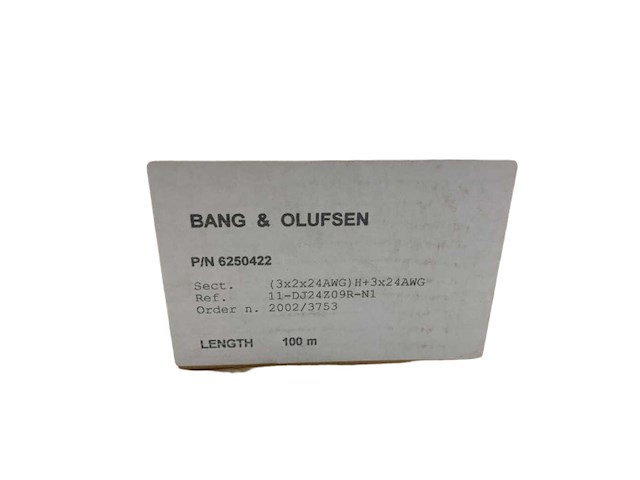 BANG & OLUFSEN
P/N 6250422
Sect. (3x2x24AWG)H+3x24AWG
Ref. 11-DJ24Z09R-N1
Order n. 2002/3753
LENGTH 100 m